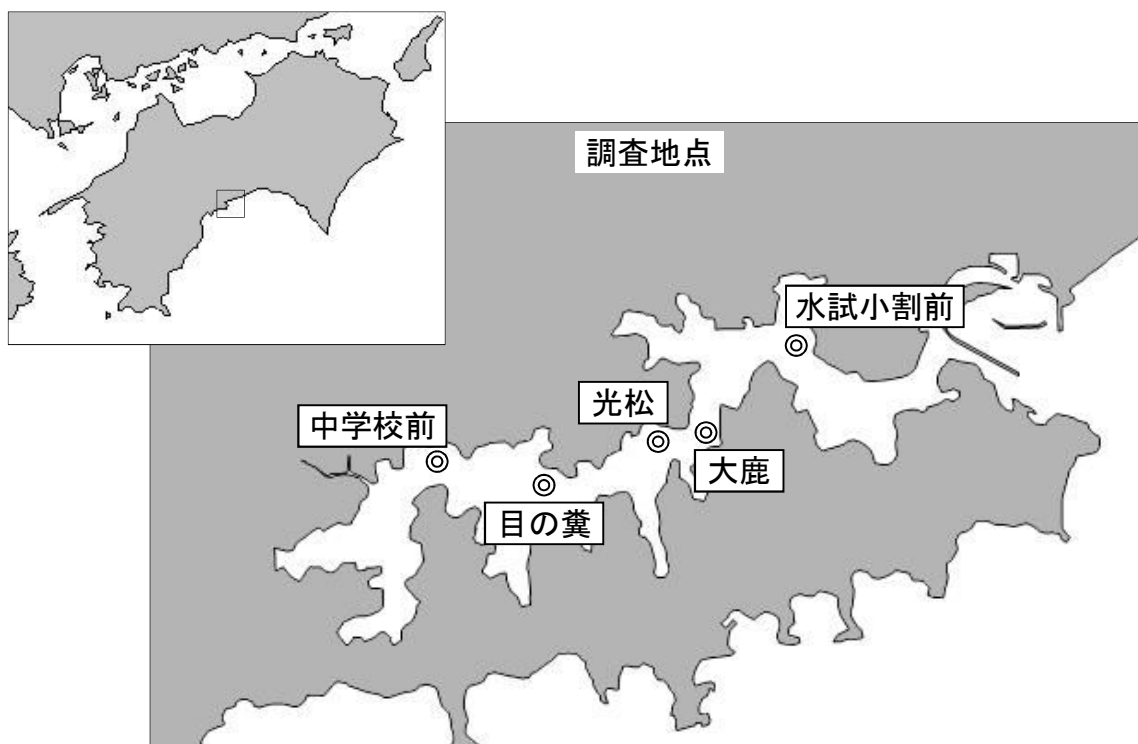 調査地点
水試小割前
光松
中学校前
大鹿
目の糞